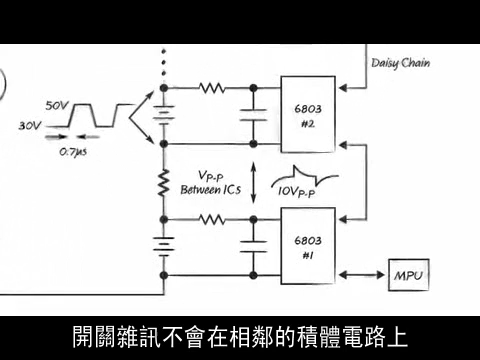 Daisy Chain
50V
30V
0.7µs
6803
#2
VP-P
Between ICs
10VP-P
6803
#1
MPU
開關雜訊不會在相鄰的積體電路上